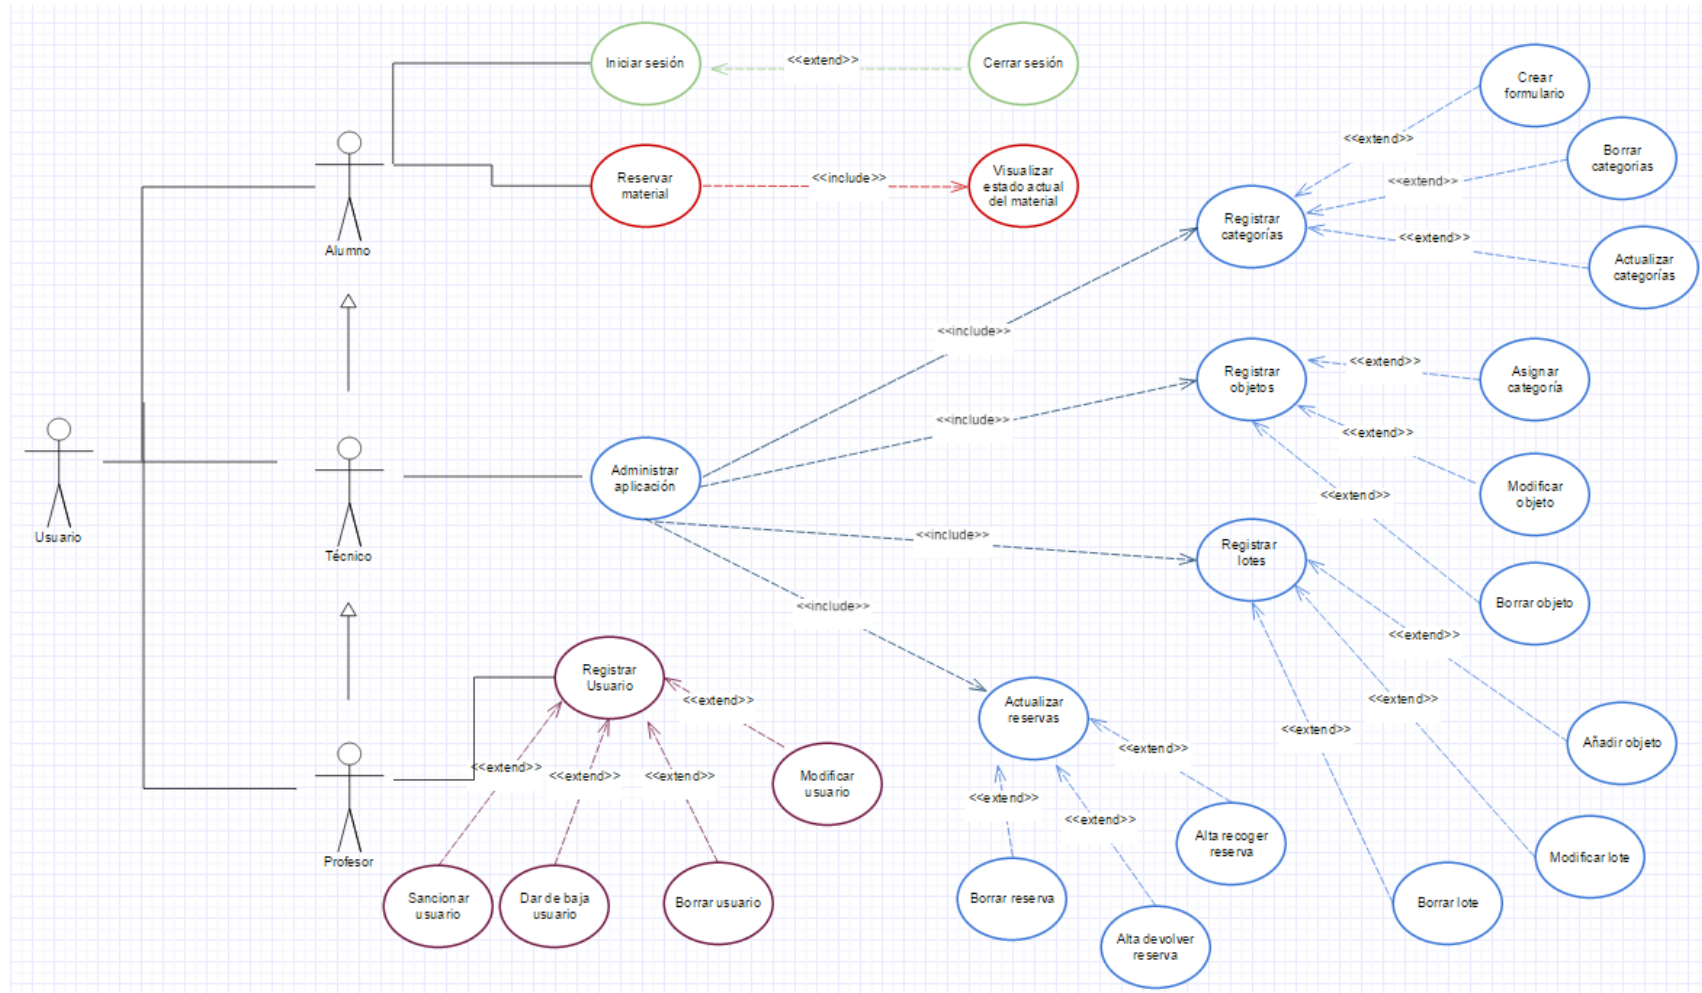 Iniciar sesión
<<extend>>
Cerrar sesión
Crear
formulario
<<extend>>
Borrar
categorias
Reservar
material
<<include>>
Visualizar
estado actual
del material
<<extend>>
Registrar
categorías
<<extend>>
Actualizar
categorías
Alumno
<<include>>
Registrar
objetos
<<extend>>
Asignar
categoría
<<include>>
<<extend>>
Administrar
aplicación
<<extend>>
Modificar
objeto
Usuario
Técnico
<<include>>
Registrar
lotes
<<include>>
Borrar objeto
<<extend>>
Registrar
Usuario
<<extend>>
Actualizar
reservas
<<extend>>
<<extend>>
Añadir objeto
<<extend>>
<<extend>>
<<extend>>
<<extend>>
Modificar
usuario
<<extend>>
<<extend>>
Alta recoger
reserva
Modificar lote
Profesor
Sancionar
usuario
Dar de baja
usuario
Borrar usuario
Borrar reserva
Borrar lote
Alta devolver
reserva